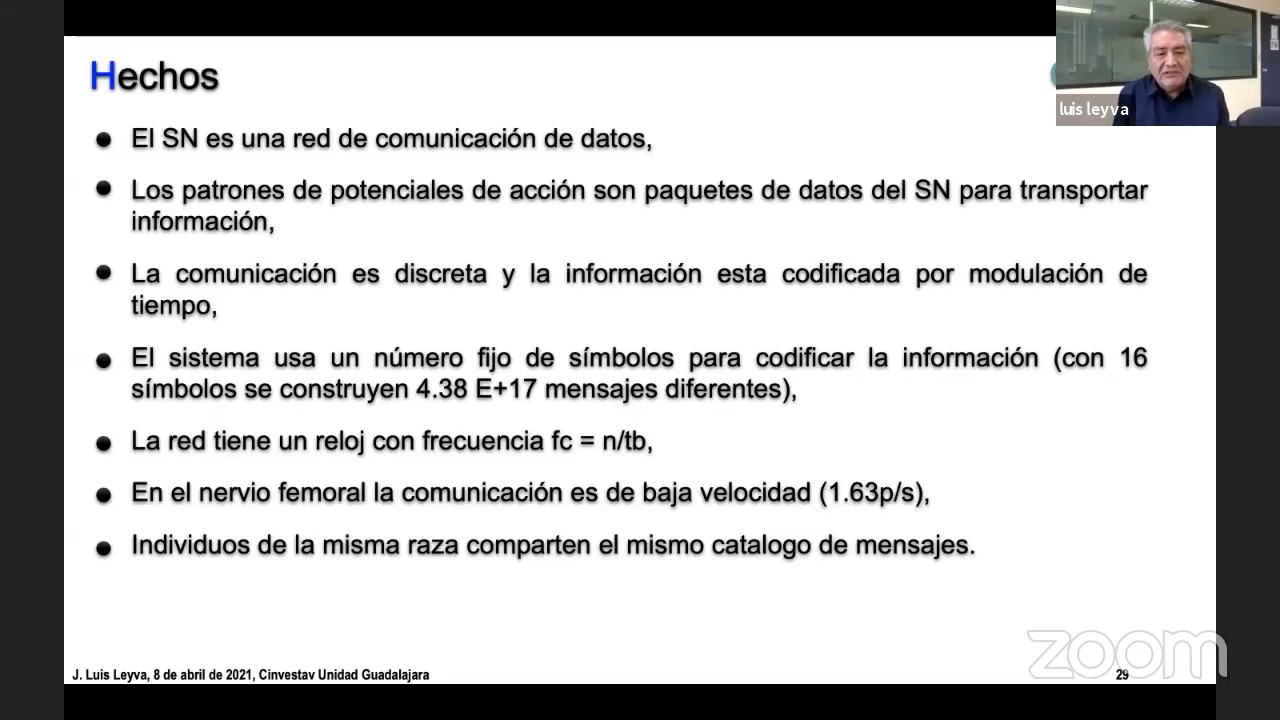 Hechos
luis leyva
El SN es una red de comunicación de datos,
Los patrones de potenciales de acción son paquetes de datos del SN para transportar
información,
La comunicación es discreta y la información esta codificada por modulación de
tiempo,
El sistema usa un número fijo de símbolos para codificar la información (con 16
símbolos se construyen 4.38 E+17 mensajes diferentes),
La red tiene un reloj con frecuencia fc = n/tb,
En el nervio femoral la comunicación es de baja velocidad (1.63p/s),
Individuos de la misma raza comparten el mismo catalogo de mensajes.
zoom
J. Luis Leyva, 8 de abril de 2021, Cinvestav Unidad Guadalajara
29